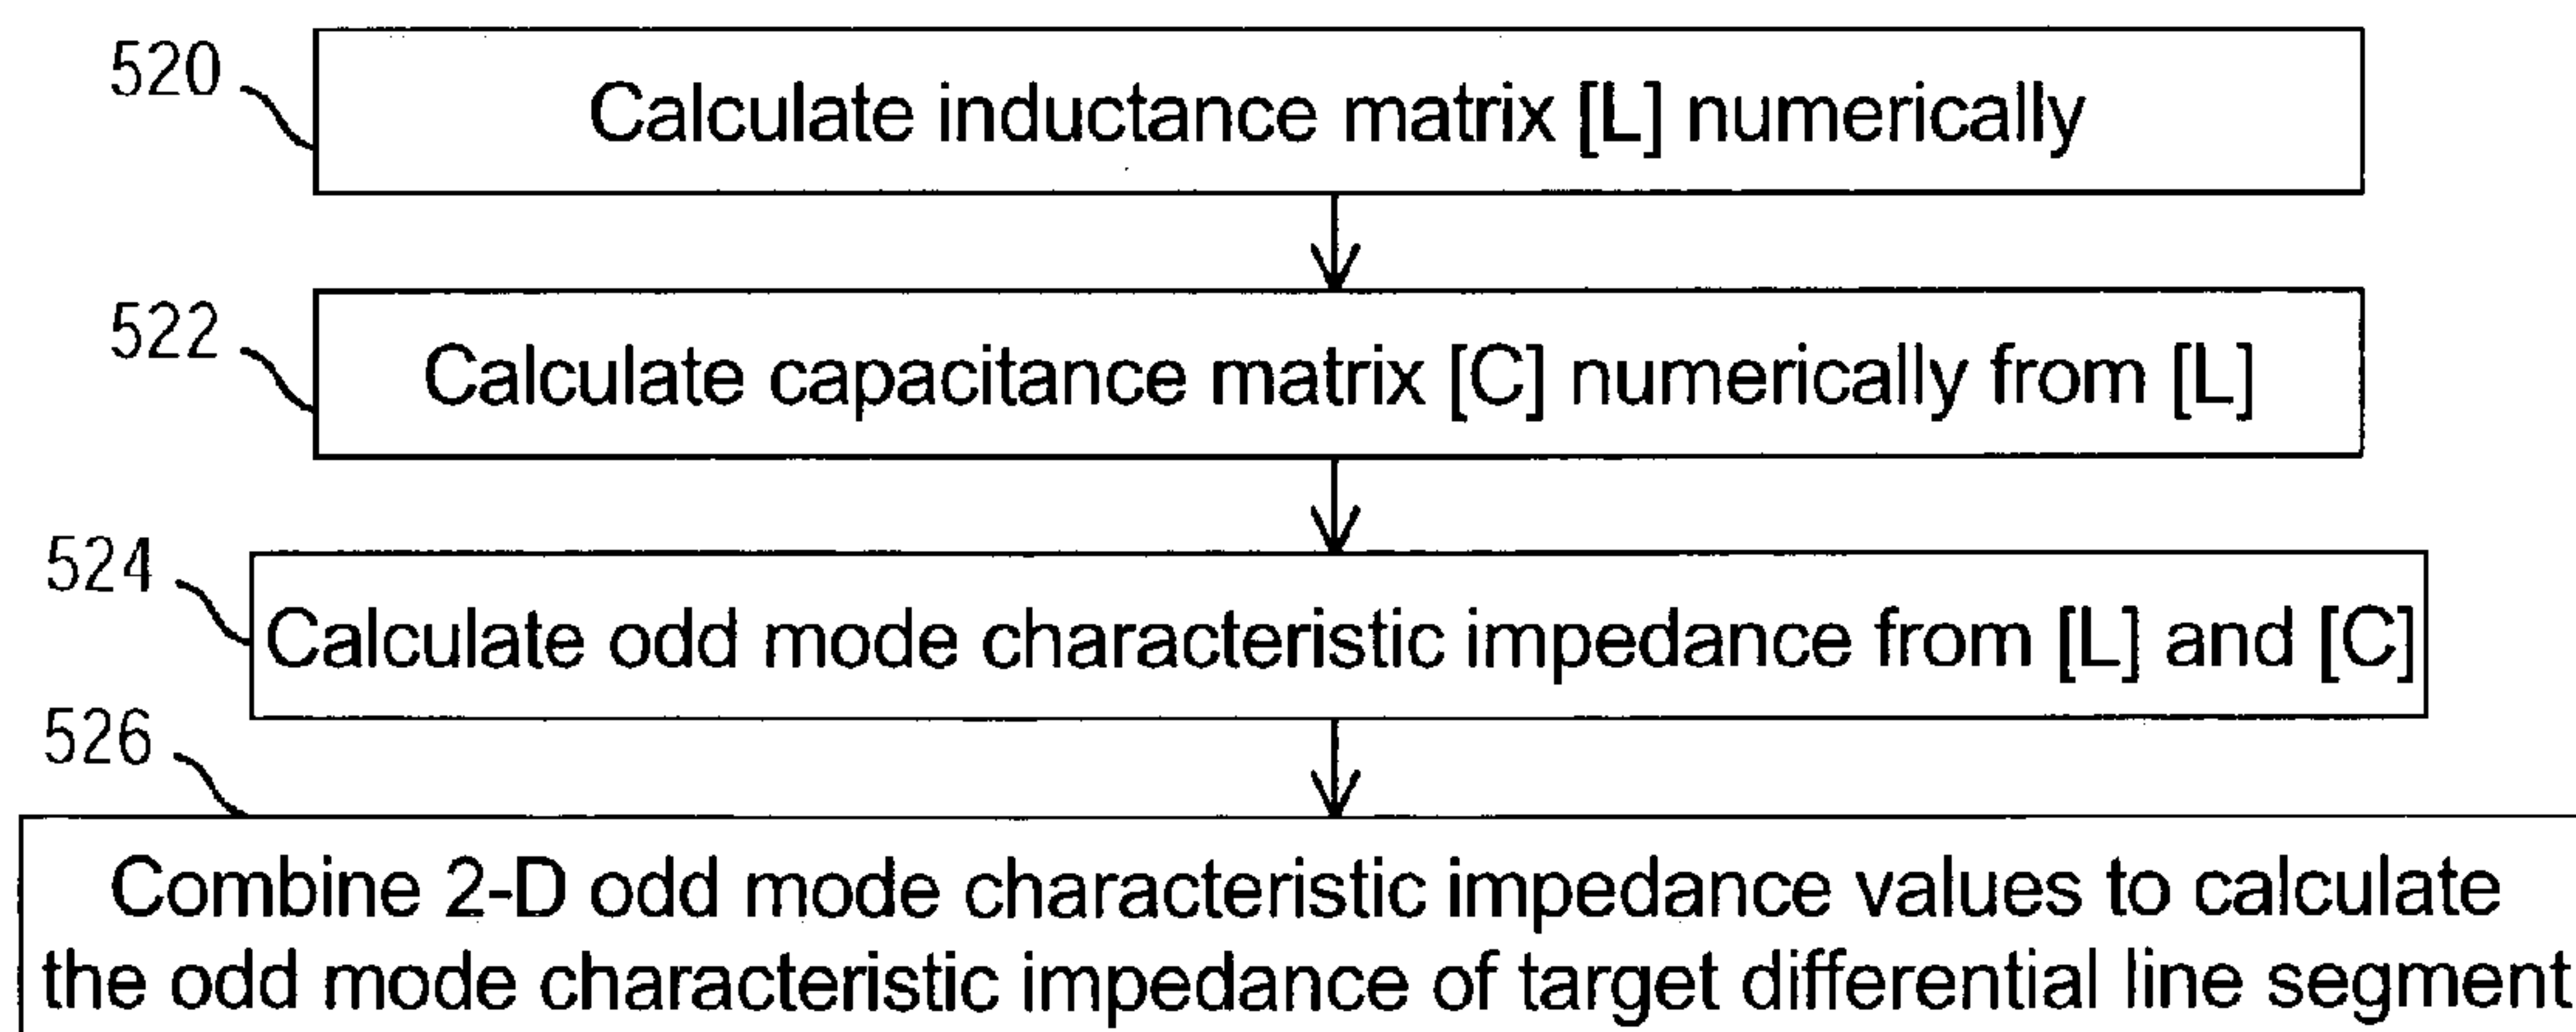 520
Calculate inductance matrix [L] numerically
522
Calculate capacitance matrix [C] numerically from [L]
524
Calculate odd mode characteristic impedance from [L] and [C]
526
Combine 2-D odd mode characteristic impedance values to calculate
the odd mode characteristic impedance of target differential line segment